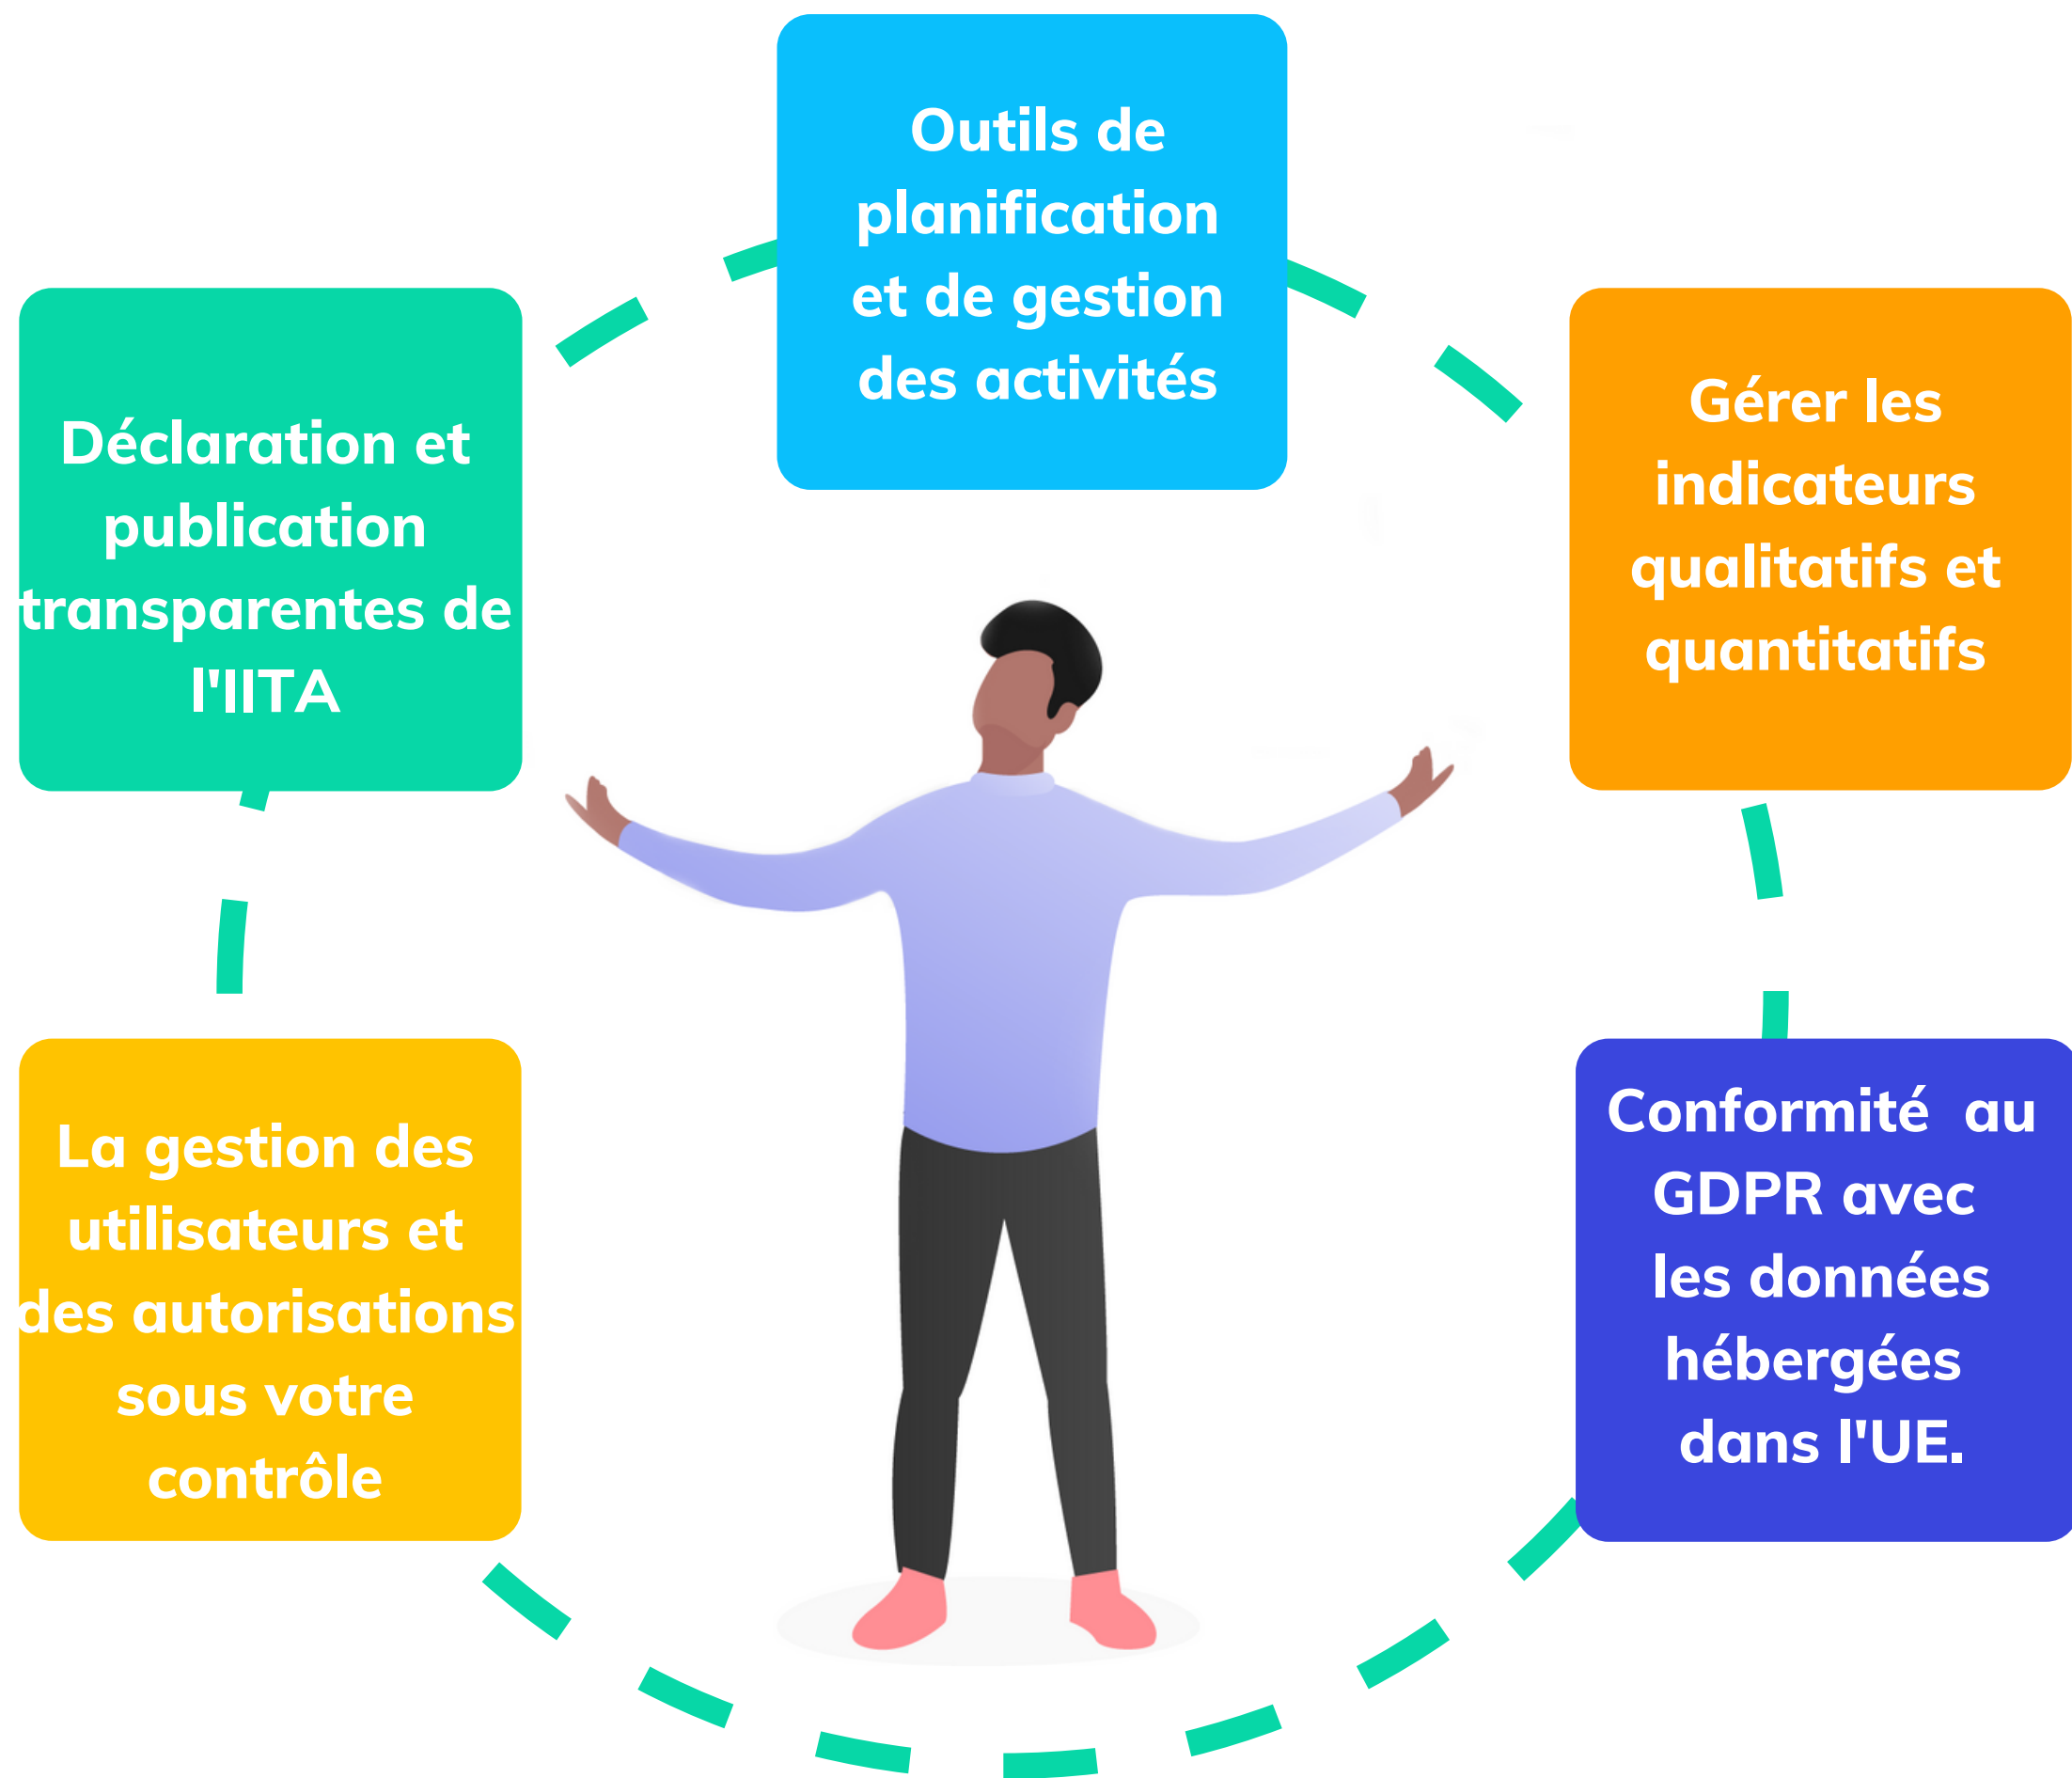 Outils de
planification
et de gestion
des activités
Déclaration et
publication
transparentes de
l'IITA
Gérer les
indicateurs
qualitatifs et
quantitatifs
La gestion des
utilisateurs et
des autorisations
sous votre
contrôle
Conformité au
GDPR avec
les données
hébergées
dans l'UE.